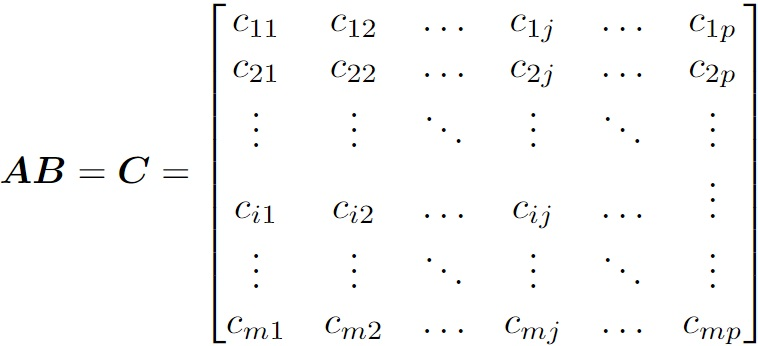 c₁₁ c₁₂ … c₁ⱼ … c₁ₚ
c₂₁ c₂₂ … c₂ⱼ … c₂ₚ
⋮ ⋮ ⋱ ⋮ ⋱ ⋮
AB = C =
cᵢ₁ cᵢ₂ … cᵢⱼ … ⋮
⋮ ⋮ ⋱ ⋮ ⋱ ⋮
cₘ₁ cₘ₂ … cₘⱼ … cₘₚ